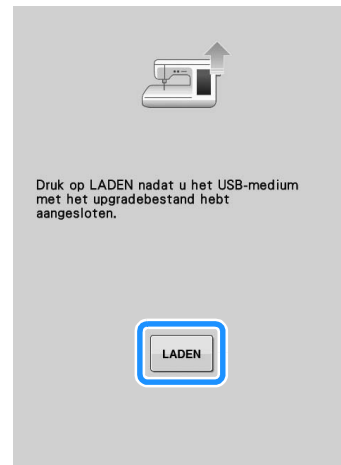 Druk op LADEN nadat u het USB-medium
met het upgradebestand hebt
aangesloten.
LADEN